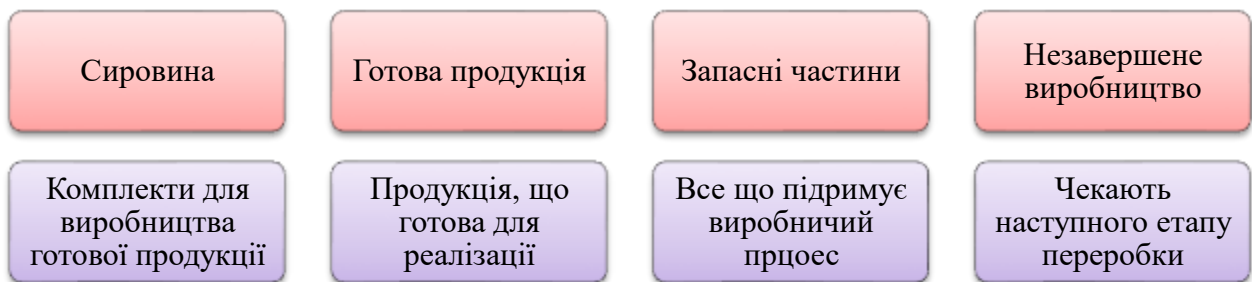 Сировина
Готова продукція
Запасні частини
Незавершене
виробництво
Комплекти для
виробництва
готової продукції
Продукція, що
готова для
реалізації
Все що підримує
виробничий
прцоес
Чекають
наступного етапу
переробки